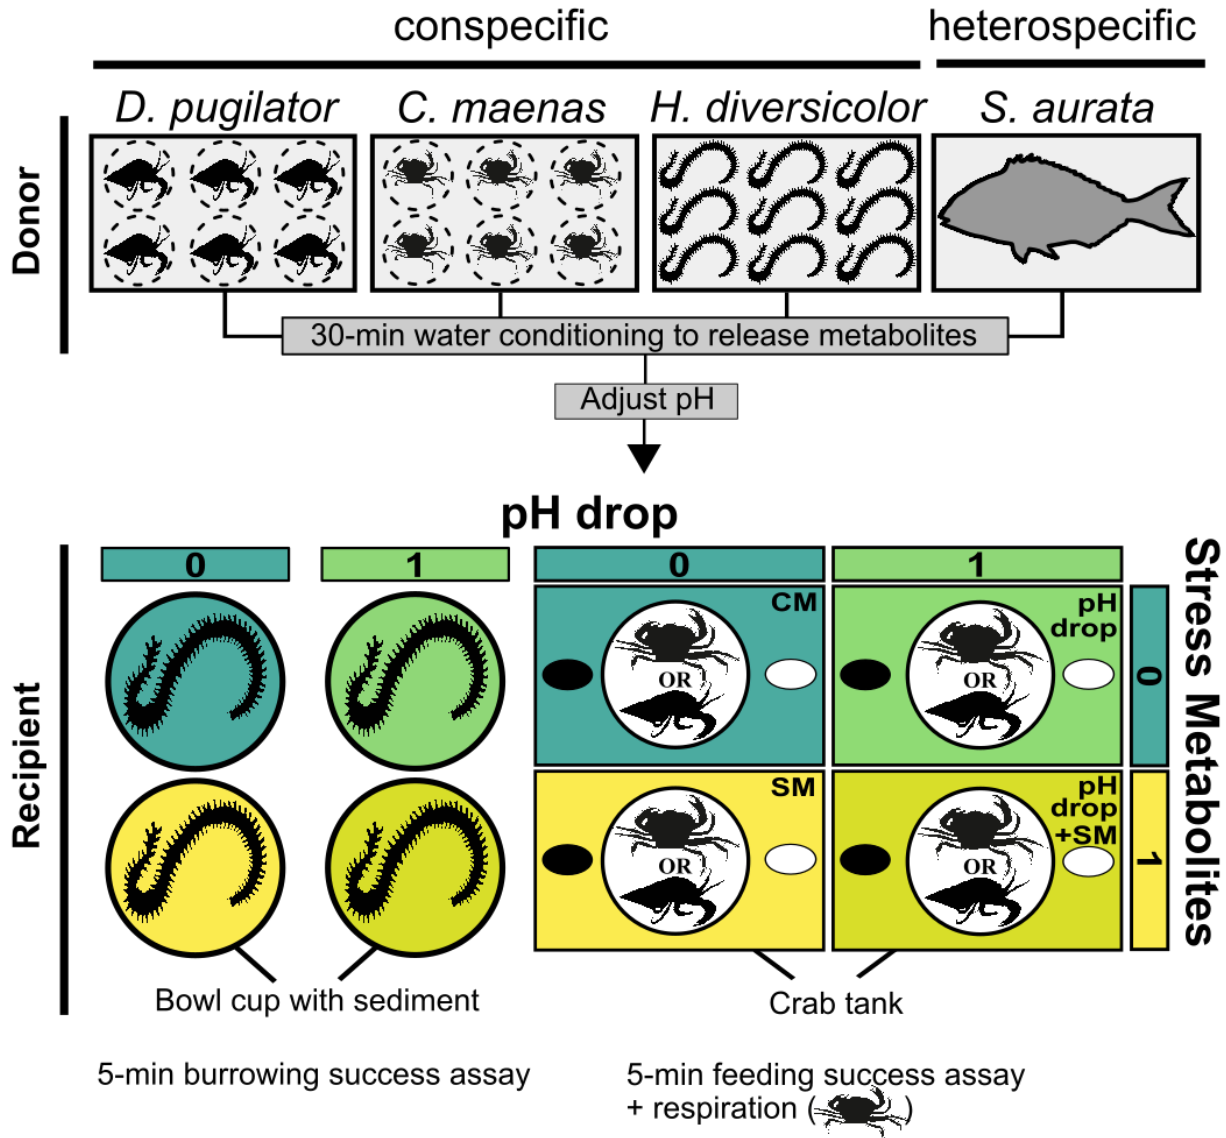 conspecific
heterospecific
D. pugilator
C. maenas
H. diversicolor
S. aurata
Donor
30-min water conditioning to release metabolites
Adjust pH
pH drop
0
1
0
1
Stress Metabolites
Recipient
CM
OR
pH
drop
OR
0
SM
OR
pH
drop
+SM
OR
1
Bowl cup with sediment
Crab tank
5-min burrowing success assay
5-min feeding success assay
+ respiration ( )